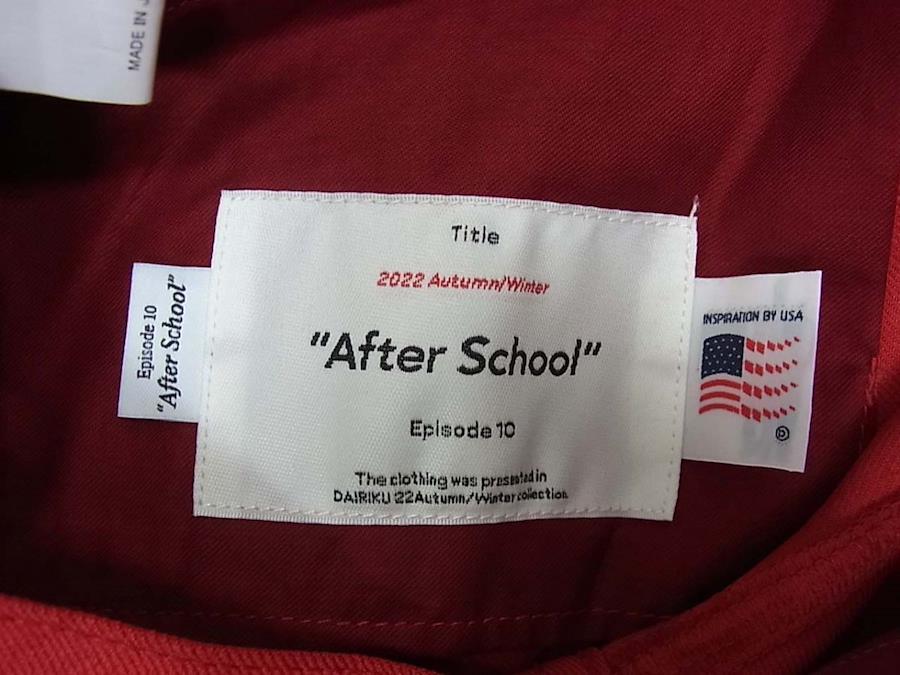 MADE IN
Title
2022 Autumn/Winter
"After School"
Episode 10
The clothing was presented in
DAIRIKU 22Autumn/Winter collection.
Episode 10
"After School"
INSPIRATION BY USA